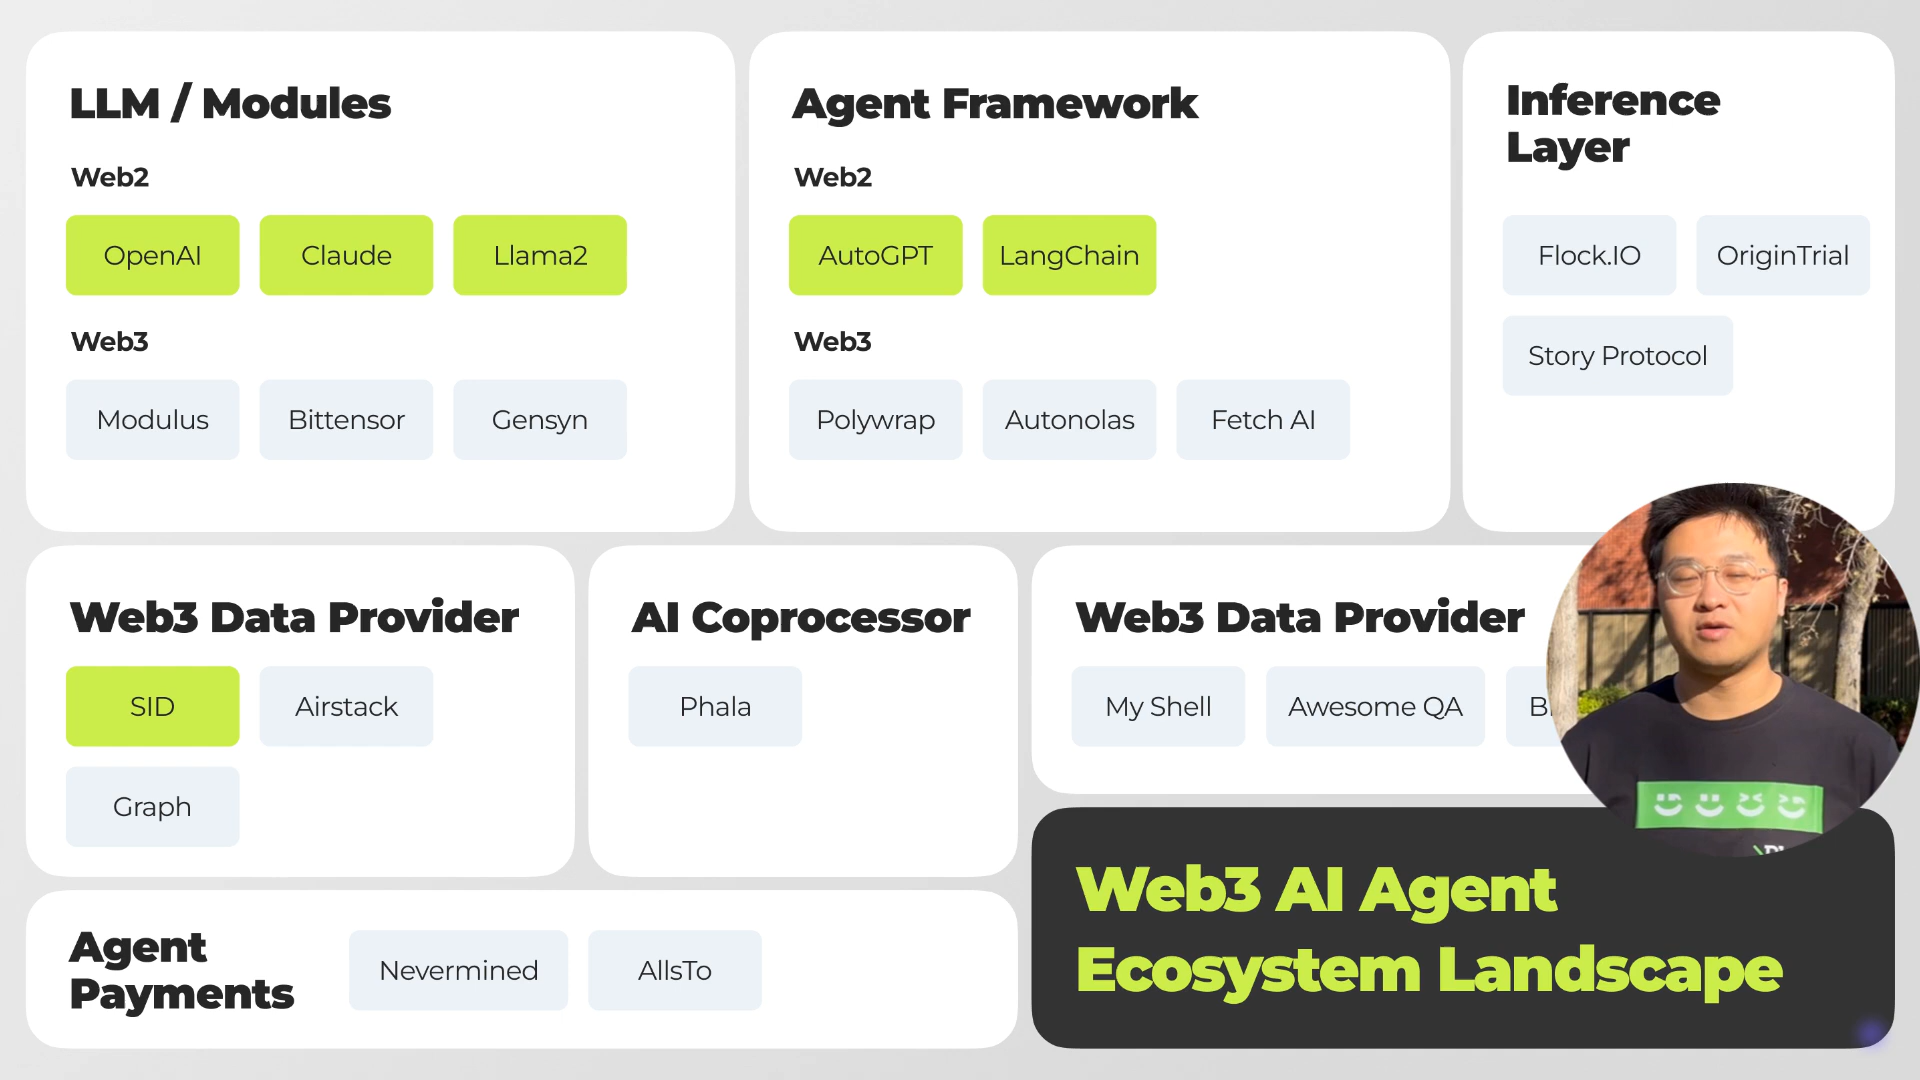 LLM / Modules
Web2
OpenAI
Claude
Llama2
Web3
Modulus
Bittensor
Gensyn
Agent Framework
Web2
AutoGPT
LangChain
Web3
Polywrap
Autonolas
Fetch AI
Inference
Layer
Flock.IO
OriginTrial
Story Protocol
Web3 Data Provider
SID
Airstack
Graph
AI Coprocessor
Phala
Web3 Data Provider
My Shell
Awesome QA
Agent
Payments
Nevermined
AllsTo
Web3 AI Agent
Ecosystem Landscape